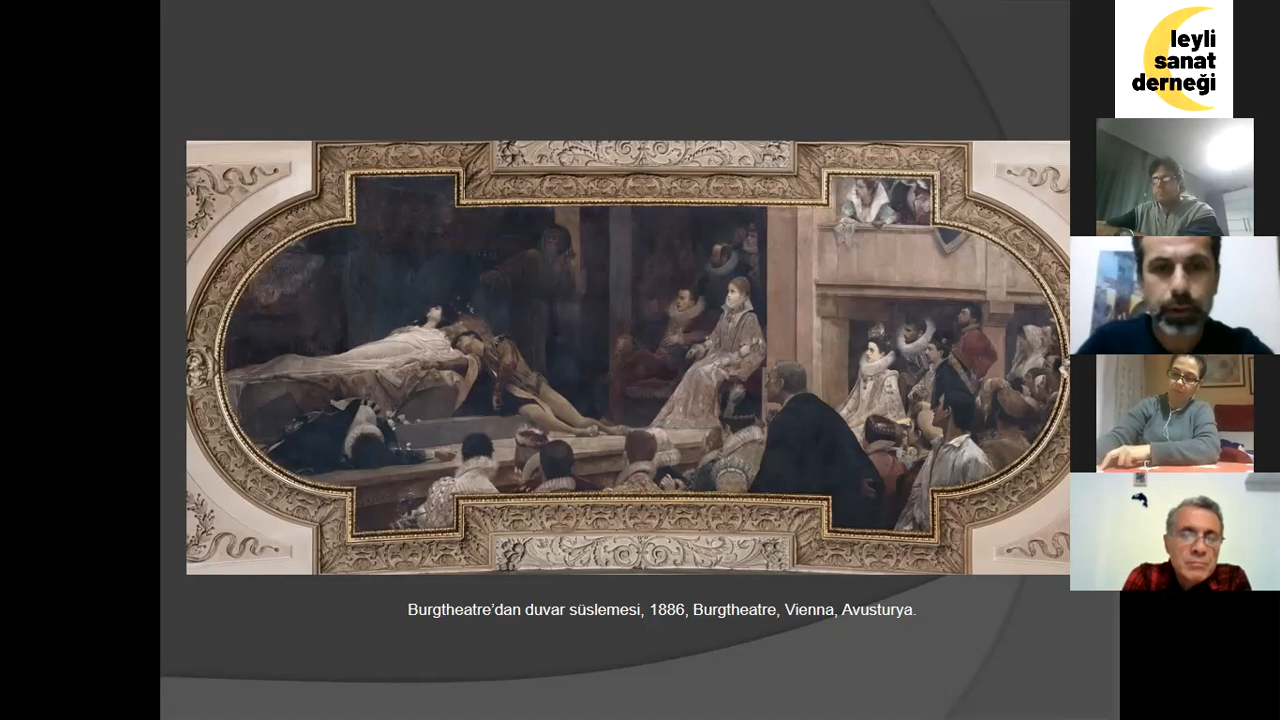 leyli
sanat
derneği
Burgtheatre’dan duvar süslemesi, 1886, Burgtheatre, Vienna, Avusturya.